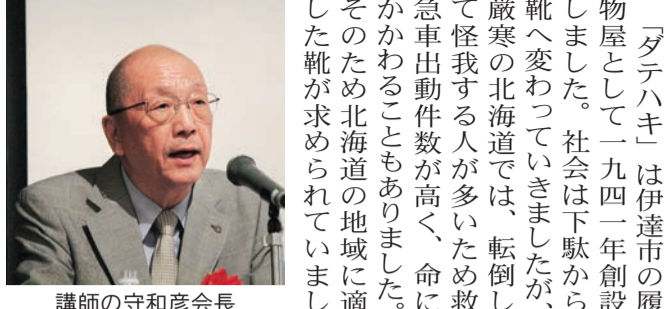 「ダテハキ」は伊達市の履
物屋として一九四一年創設
しました。社会は下駄から
靴へ変わっていきましたが、
厳寒の北海道では、転倒し
て怪我する人が多いため救
急車出動件数が高く、命に
かかわることもありました。
そのため北海道の地域に適
した靴が求められていまし
講師の守和彦会長